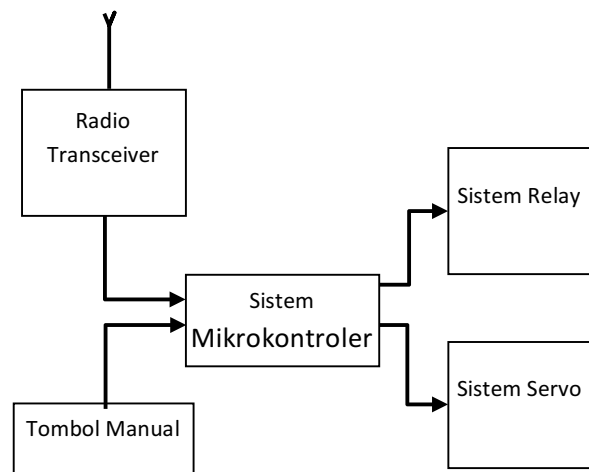 Radio
Transceiver
Sistem Relay
Sistem
Mikrokontroler
Sistem Servo
Tombol Manual